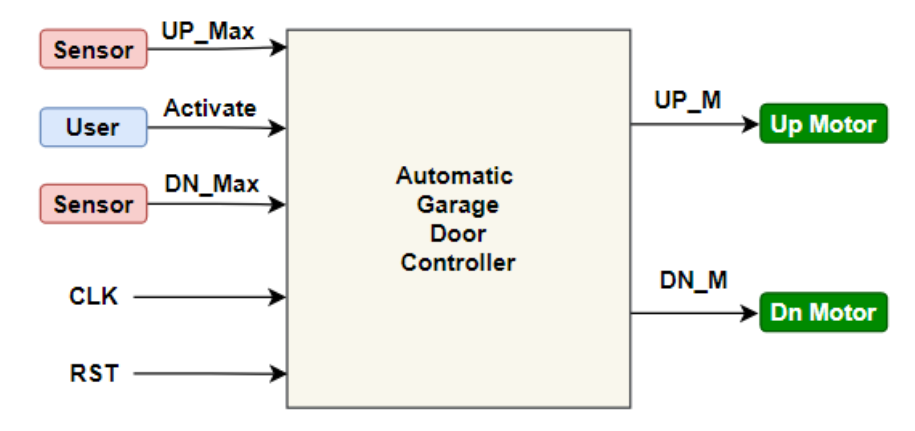 UP_Max
Sensor
Activate
User
DN_Max
Sensor
CLK
RST
Automatic
Garage
Door
Controller
UP_M
Up Motor
DN_M
Dn Motor